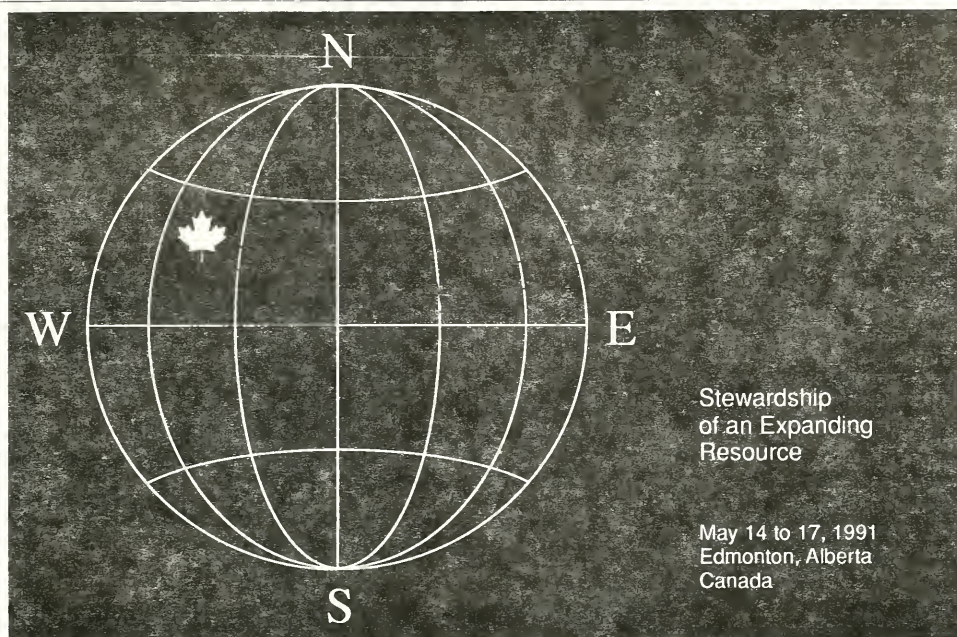 N
W
E
S
Stewardship
of an Expanding
Resource
May 14 to 17, 1991
Edmonton, Alberta
Canada